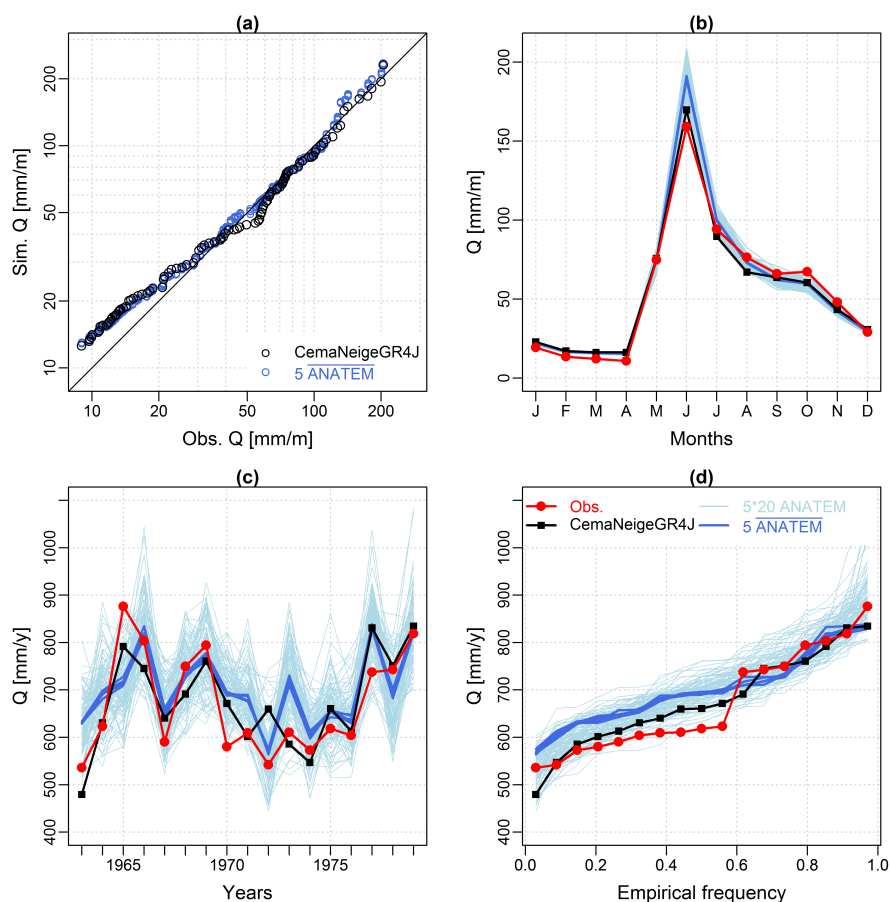 (a)
Sim. Q [mm/m]
200
100
50
20
10
CemaNeigeGR4J
5 ANATEM
10 20 50 100 200
Obs. Q [mm/m]
(b)
Q [mm/m]
200
150
100
50
0
J F M A M J J A S O N D
Months
(c)
Q [mm/y]
1000
900
800
700
600
500
400
1965 1970 1975
Years
(d)
Obs.
CemaNeigeGR4J
5*20 ANATEM
5 ANATEM
Q [mm/y]
1000
900
800
700
600
500
400
0.0 0.2 0.4 0.6 0.8 1.0
Empirical frequency